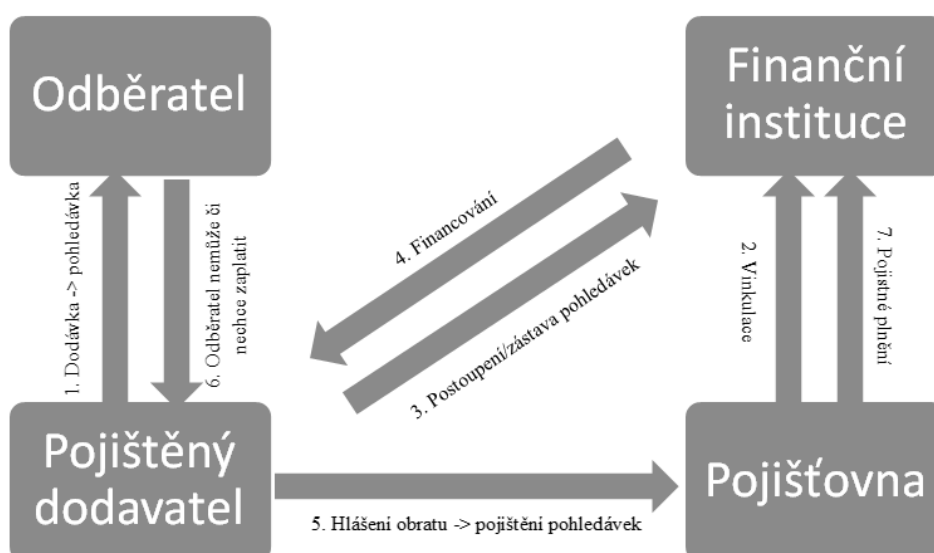 Odběratel
Finanční
instituce
1. Dodávka -> pohledávka
6. Odběratel nemůže či
nechce zaplatit
4. Financování
3. Postoupení/zástava pohledávek
2. Vinkulace
7. Pojistné plnění
Pojištěný
dodavatel
Pojišťovna
5. Hlášení obratu -> pojištění pohledávek